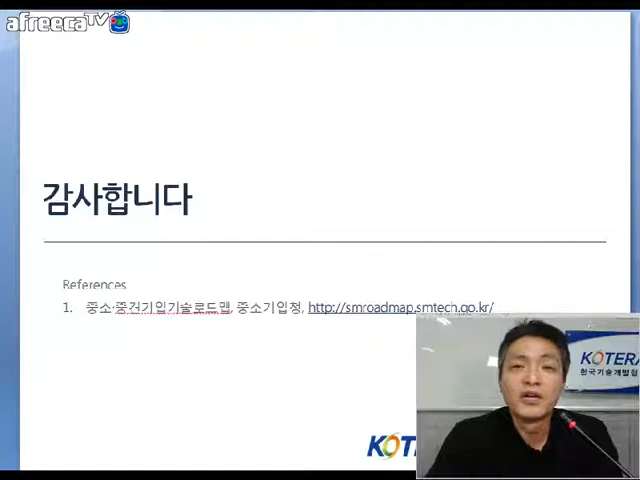 afreecaTV
감사합니다
References
1. 중소·중견기업기술로드맵, 중소기업청, http://smroadmap.smtech.go.kr/
KOTERA
한국기술개발협
KOT